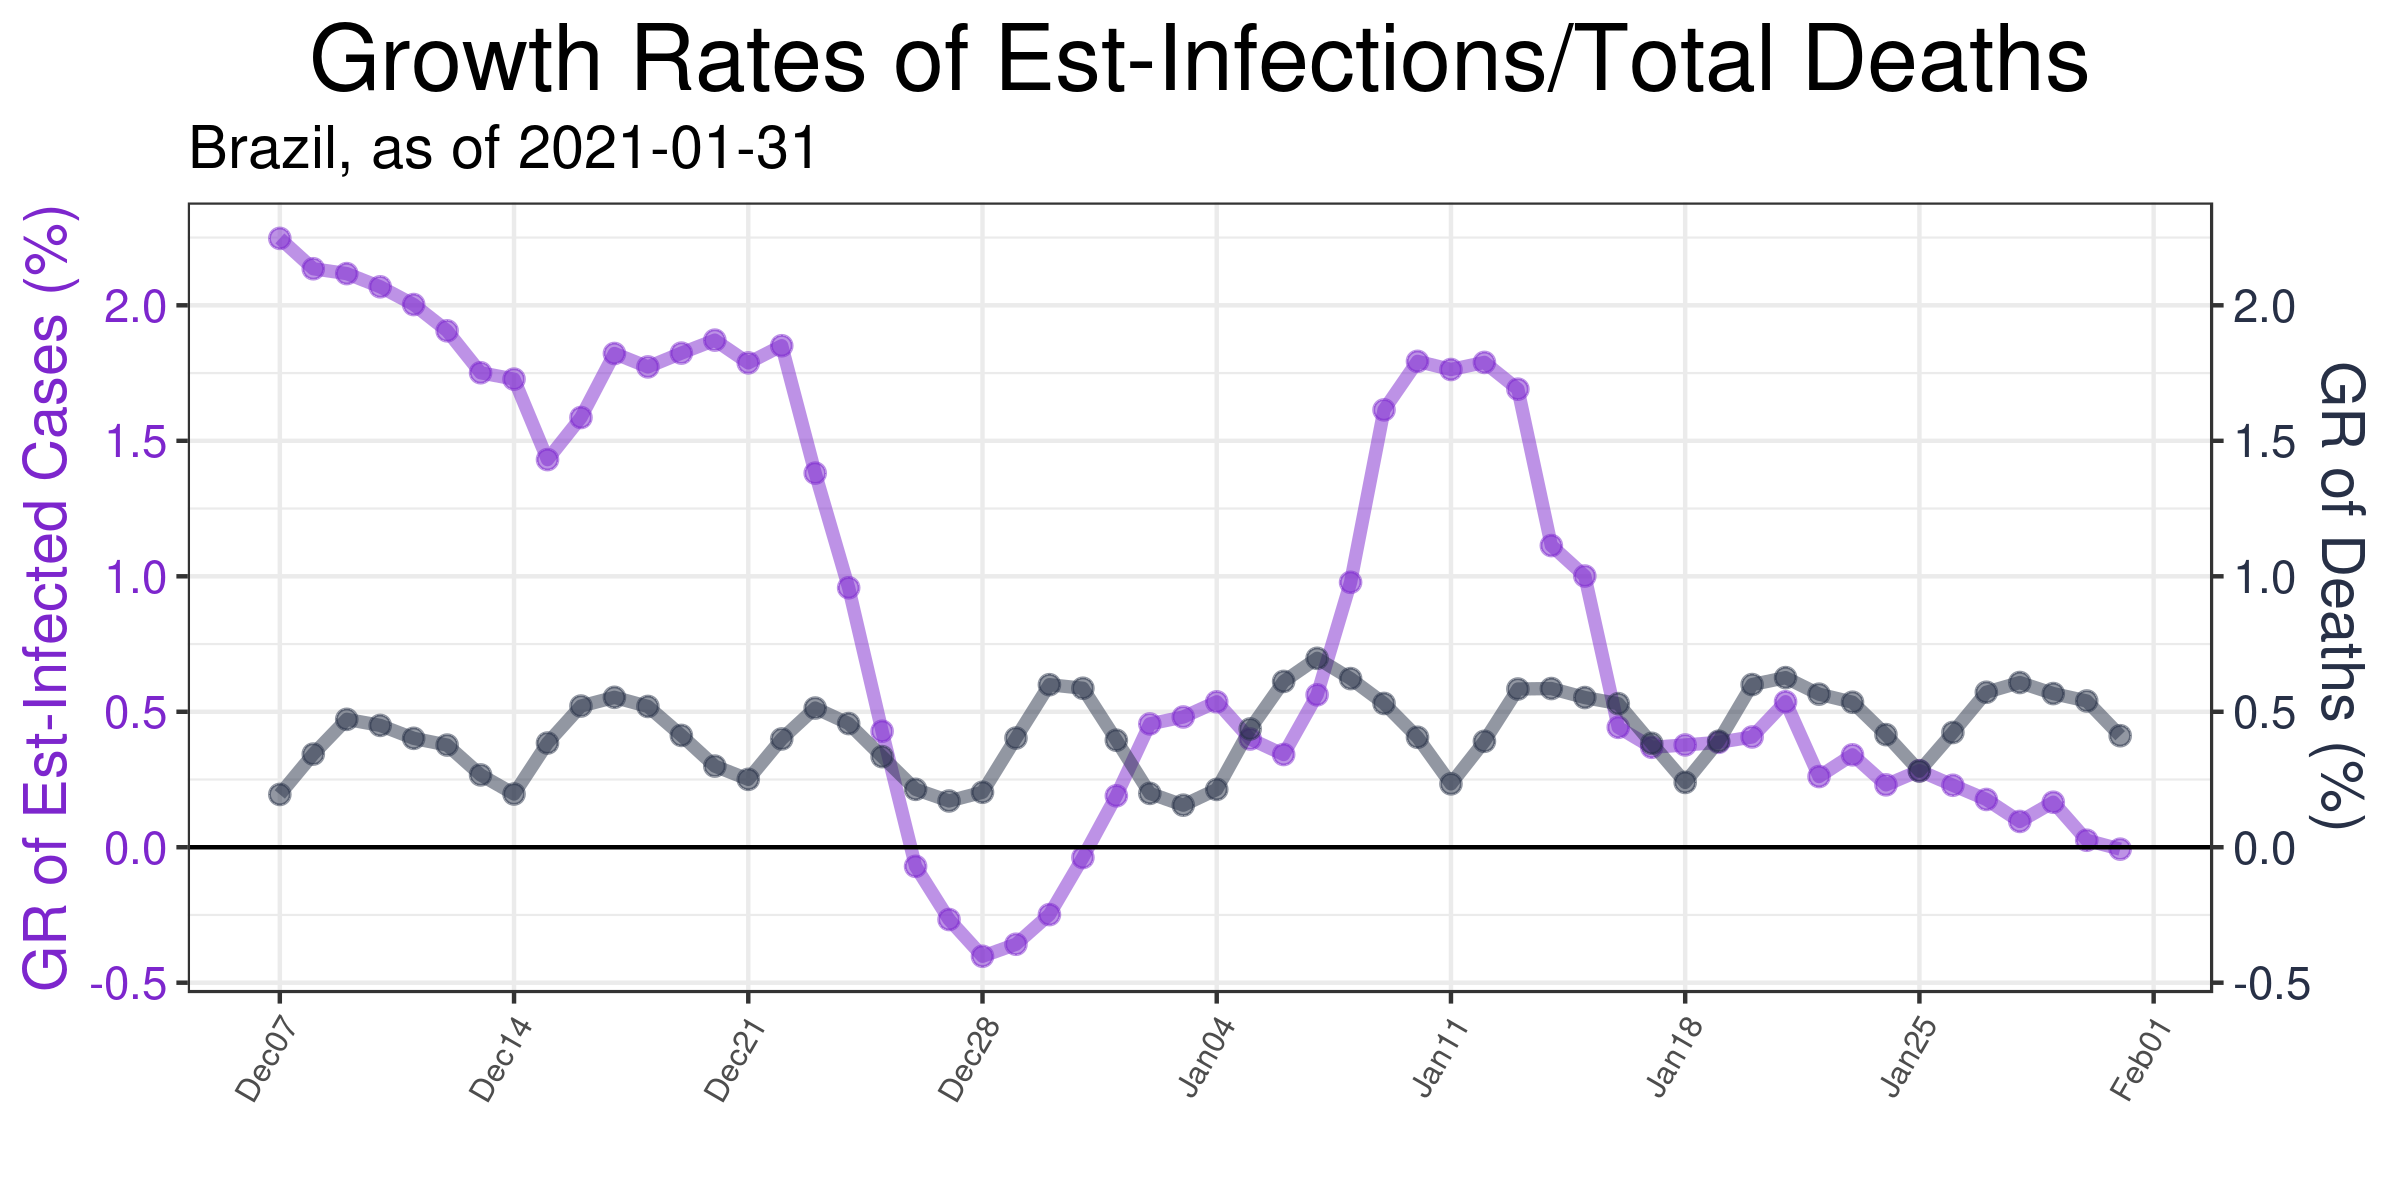 Growth Rates of Est-Infections/Total Deaths
Brazil, as of 2021-01-31
GR of Est-Infected Cases (%)
2.0
1.5
1.0
0.5
0.0
-0.5
2.0
1.5
1.0
0.5
0.0
-0.5
GR of Deaths (%)
Dec07
Dec14
Dec21
Dec28
Jan04
Jan11
Jan18
Jan25
Feb01